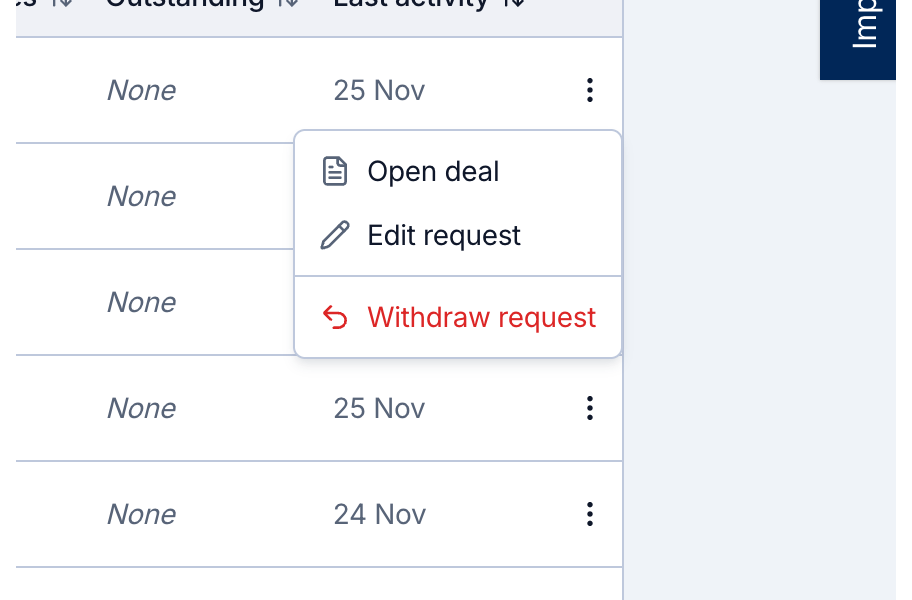 Outstanding Last activity
None 25 Nov
Open deal
None
Edit request
None
Withdraw request
None 25 Nov
None 24 Nov